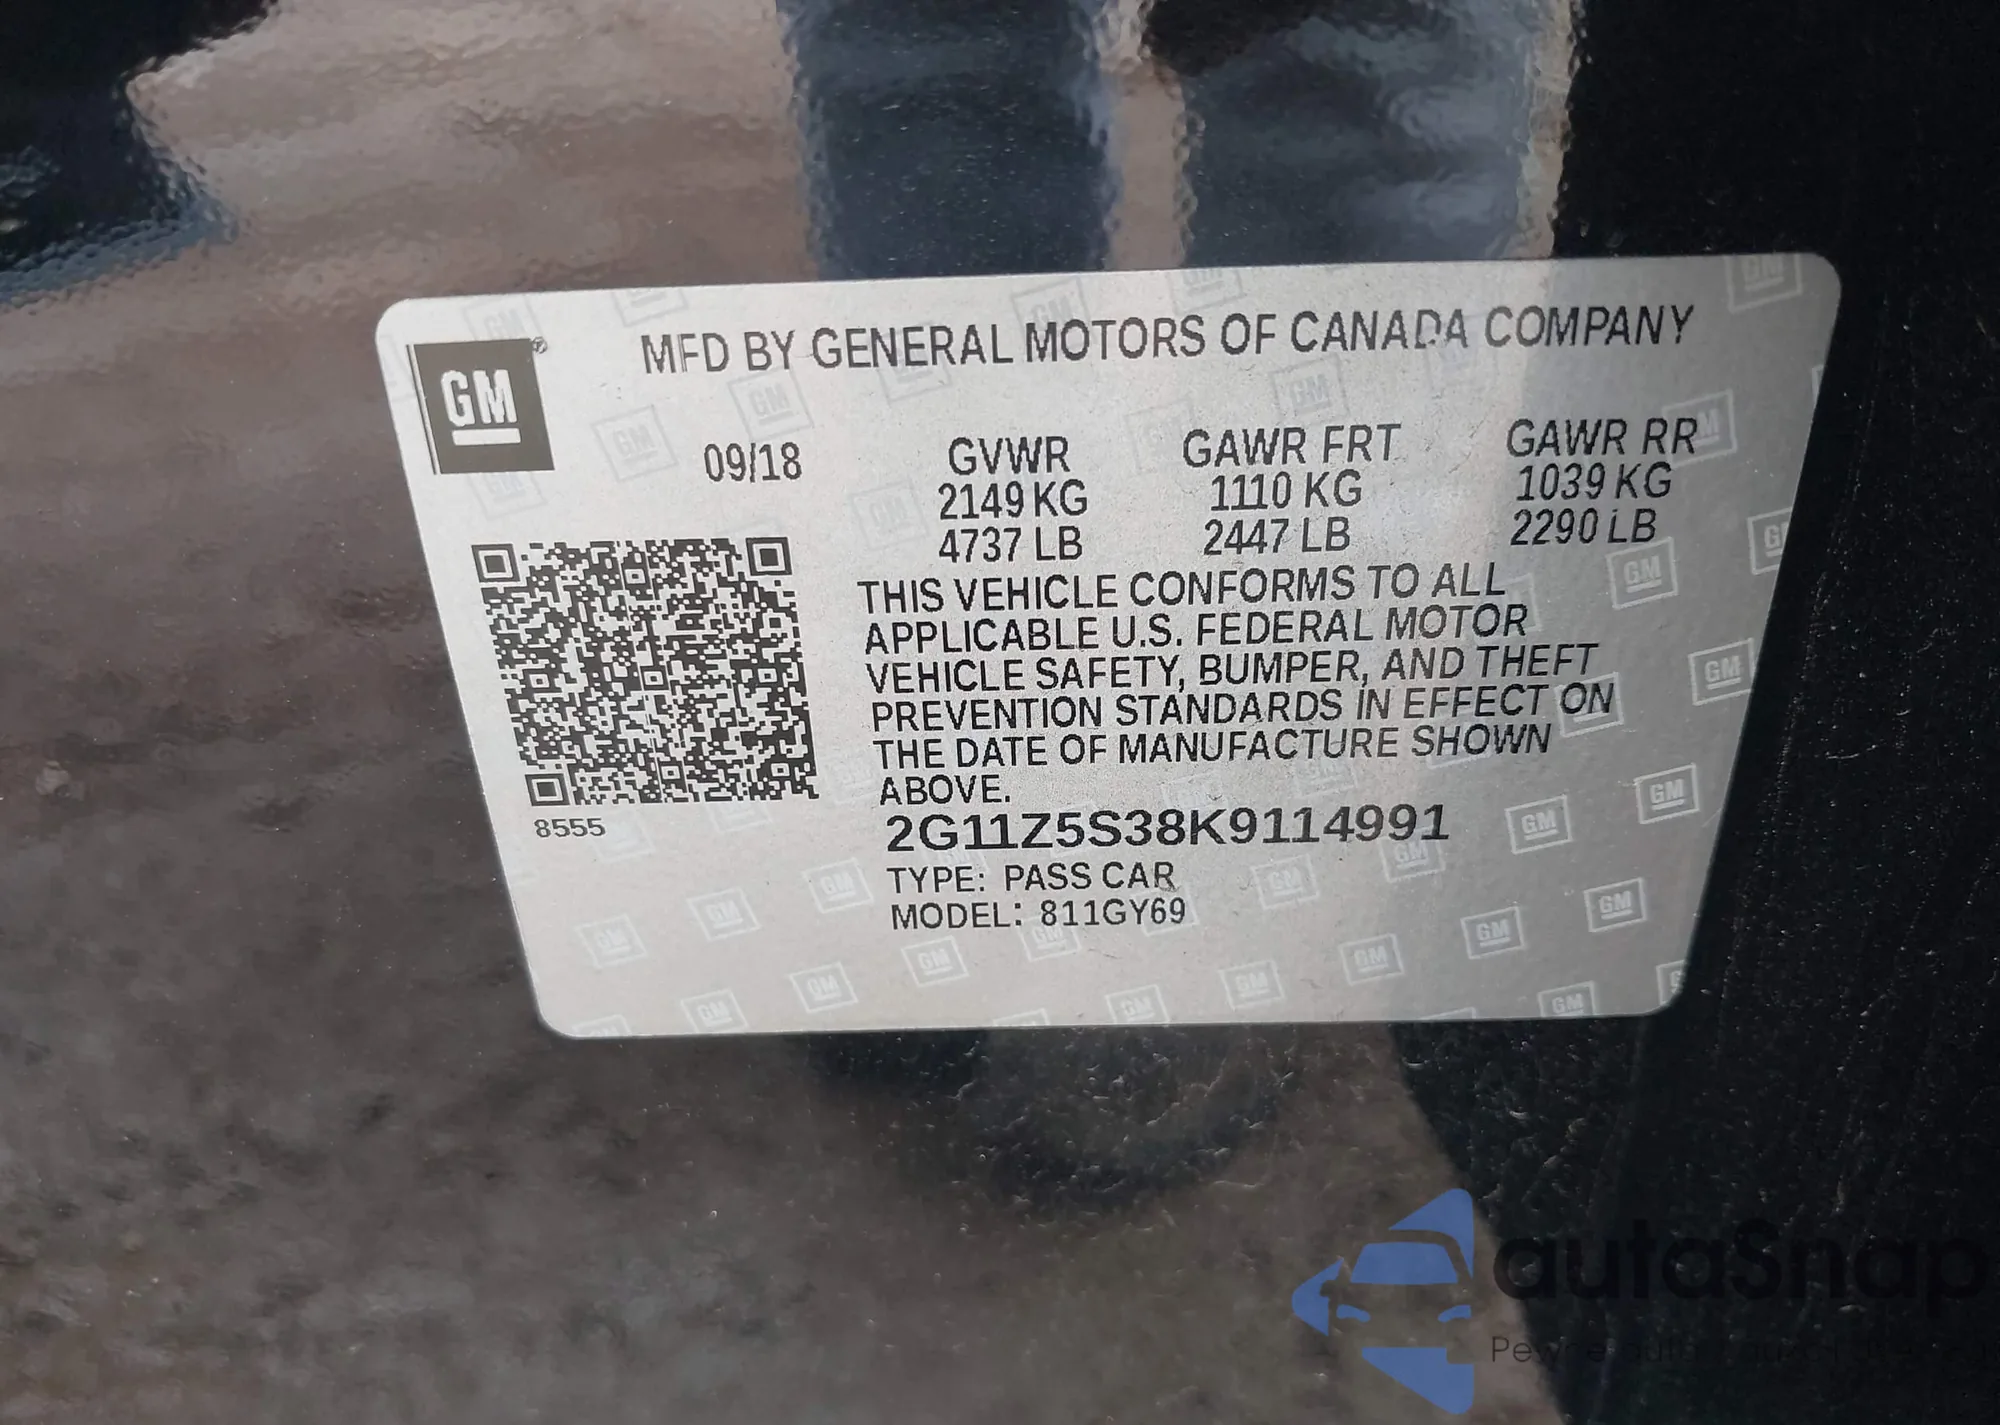 MFD BY GENERAL MOTORS OF CANADA COMPANY
GM
09/18
GVWR GAWR FRT GAWR RR
2149 KG 1110 KG 1039 KG
4737 LB 2447 LB 2290 LB
THIS VEHICLE CONFORMS TO ALL
APPLICABLE U.S. FEDERAL MOTOR
VEHICLE SAFETY, BUMPER, AND THEFT
PREVENTION STANDARDS IN EFFECT ON
THE DATE OF MANUFACTURE SHOWN
ABOVE.
8555
2G11Z5S38K9114991
TYPE: PASS CAR
MODEL: 811GY69
autaSnap